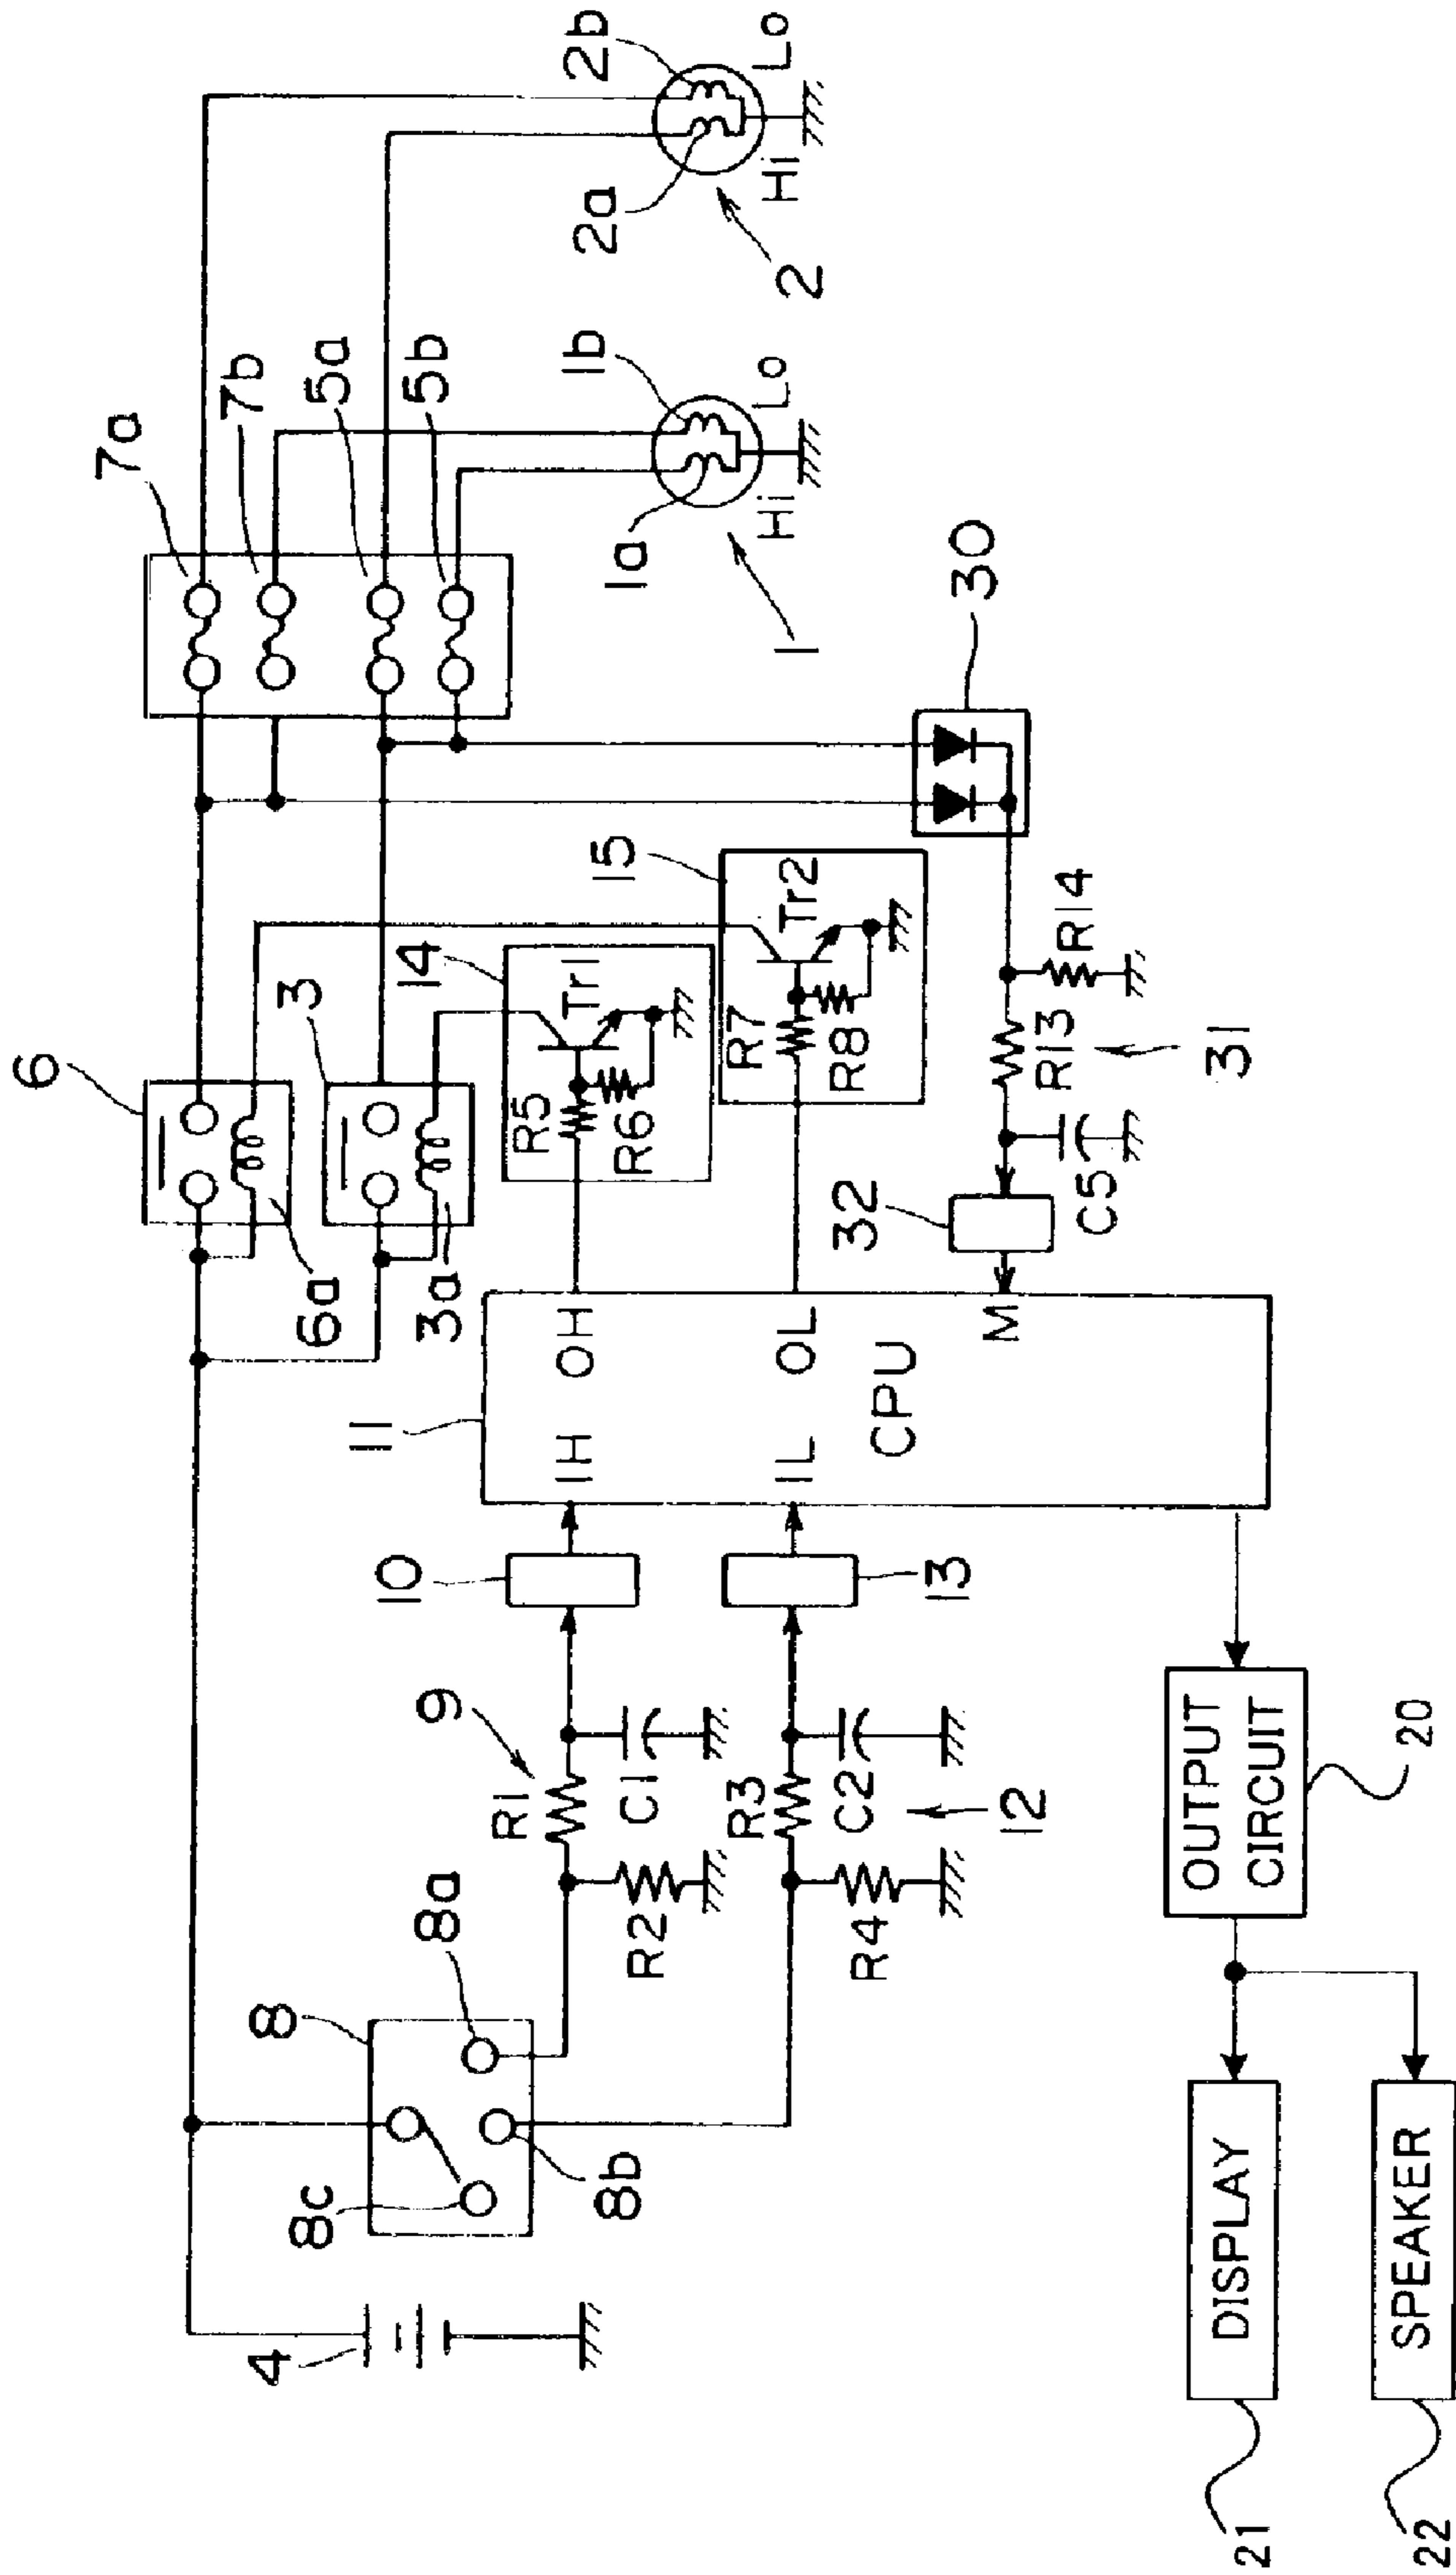 6
7a
7b
5a
5b
2b
2a
Lo
Hi
2
3
6a
3a
14
Tr1
R5
R6
1b
1a
Lo
Hi
1
15
Tr2
R7
R8
30
8
8c
8a
8b
4
9
R1
R2
C1
10
11
IH
OH
IL
OL
CPU
M
R3
R4
C2
12
13
32
C5
R13
R14
31
OUTPUT
CIRCUIT
20
DISPLAY
21
SPEAKER
22